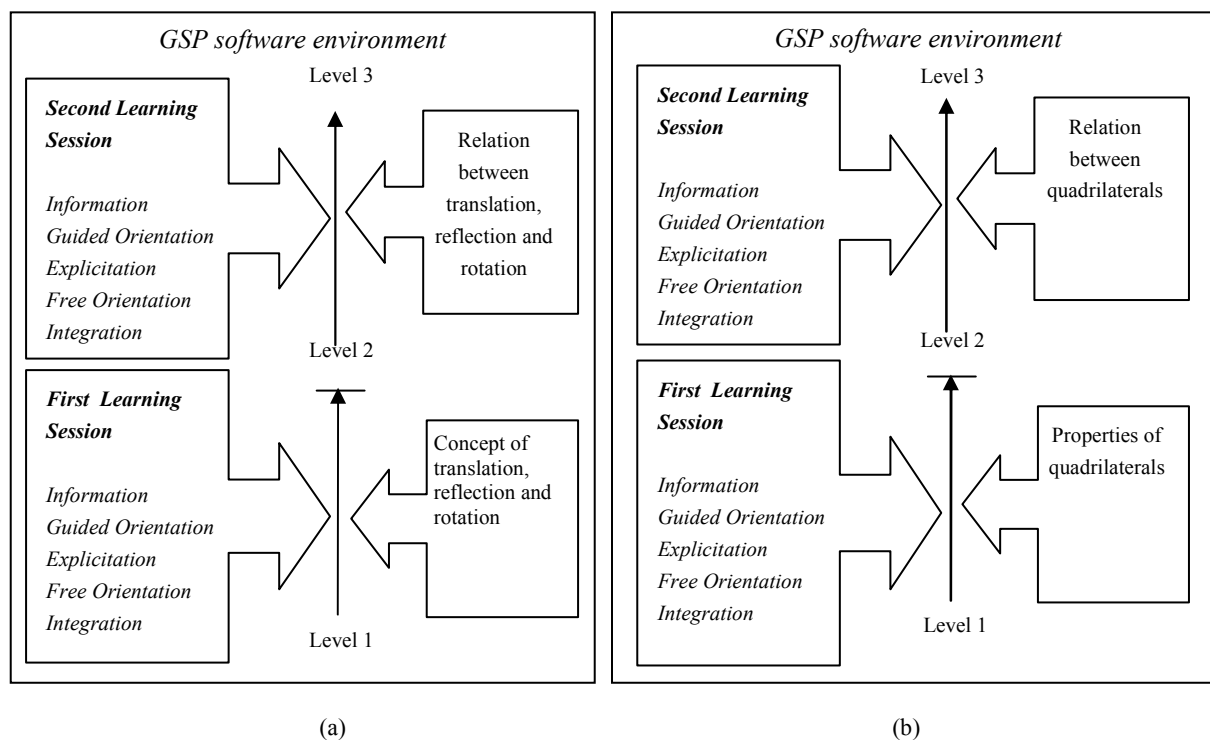 GSP software environment
Level 3
Second Learning
Session
Information
Guided Orientation
Explicitation
Free Orientation
Integration
Relation
between
translation,
reflection and
rotation
Level 2
First Learning
Session
Information
Guided Orientation
Explicitation
Free Orientation
Integration
Concept of
translation,
reflection and
rotation
Level 1
(a)
GSP software environment
Level 3
Second Learning
Session
Information
Guided Orientation
Explicitation
Free Orientation
Integration
Relation
between
quadrilaterals
Level 2
First Learning
Session
Information
Guided Orientation
Explicitation
Free Orientation
Integration
Properties of
quadrilaterals
Level 1
(b)